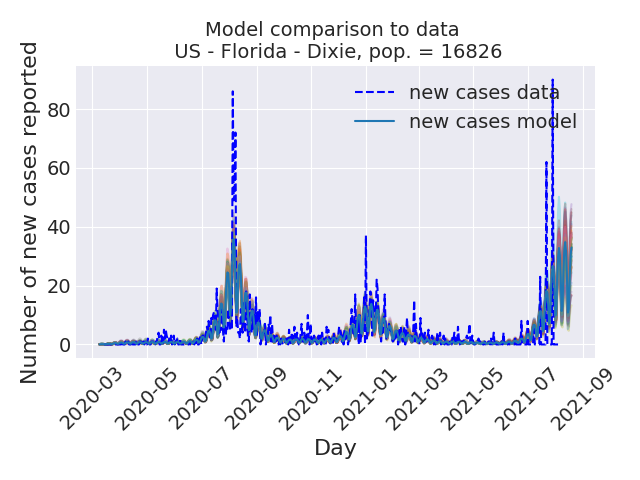 Model comparison to data
US - Florida - Dixie, pop. = 16826
Number of new cases reported
80
60
40
20
0
new cases data
new cases model
2020-03
2020-05
2020-07
2020-09
2020-11
2021-01
2021-03
2021-05
2021-07
2021-09
Day